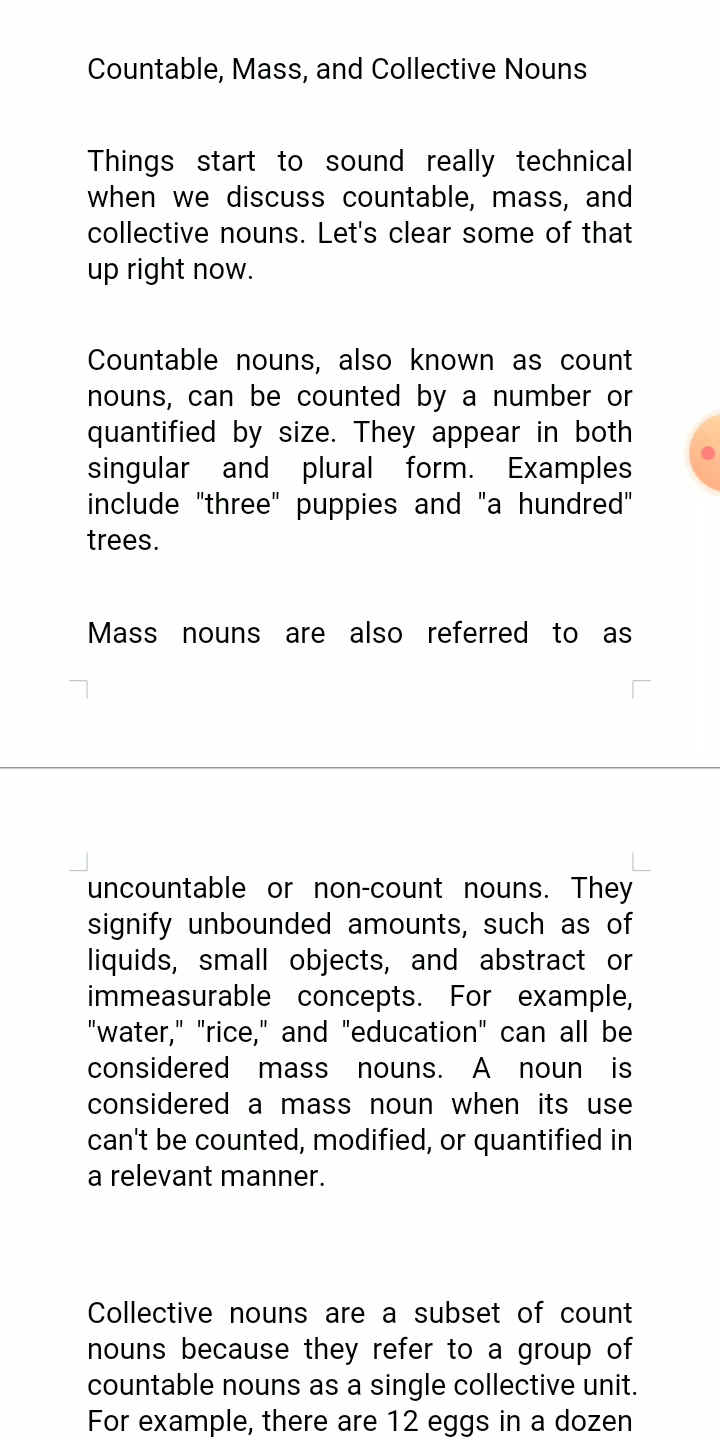 Countable, Mass, and Collective Nouns
Things start to sound really technical
when we discuss countable, mass, and
collective nouns. Let's clear some of that
up right now.
Countable nouns, also known as count
nouns, can be counted by a number or
quantified by size. They appear in both
singular and plural form. Examples
include "three" puppies and "a hundred"
trees.
Mass nouns are also referred to as
uncountable or non-count nouns. They
signify unbounded amounts, such as of
liquids, small objects, and abstract or
immeasurable concepts. For example,
"water," "rice," and "education" can all be
considered mass nouns. A noun is
considered a mass noun when its use
can't be counted, modified, or quantified in
a relevant manner.
Collective nouns are a subset of count
nouns because they refer to a group of
countable nouns as a single collective unit.
For example, there are 12 eggs in a dozen